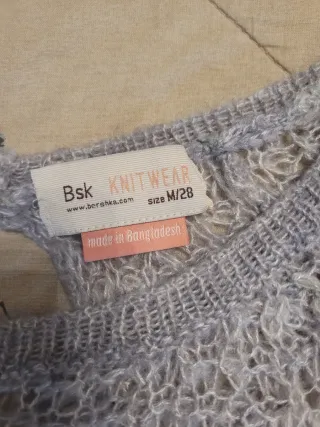 Bsk KNITWEAR
www.bershka.com SIZE M/28
made in Bangladesh